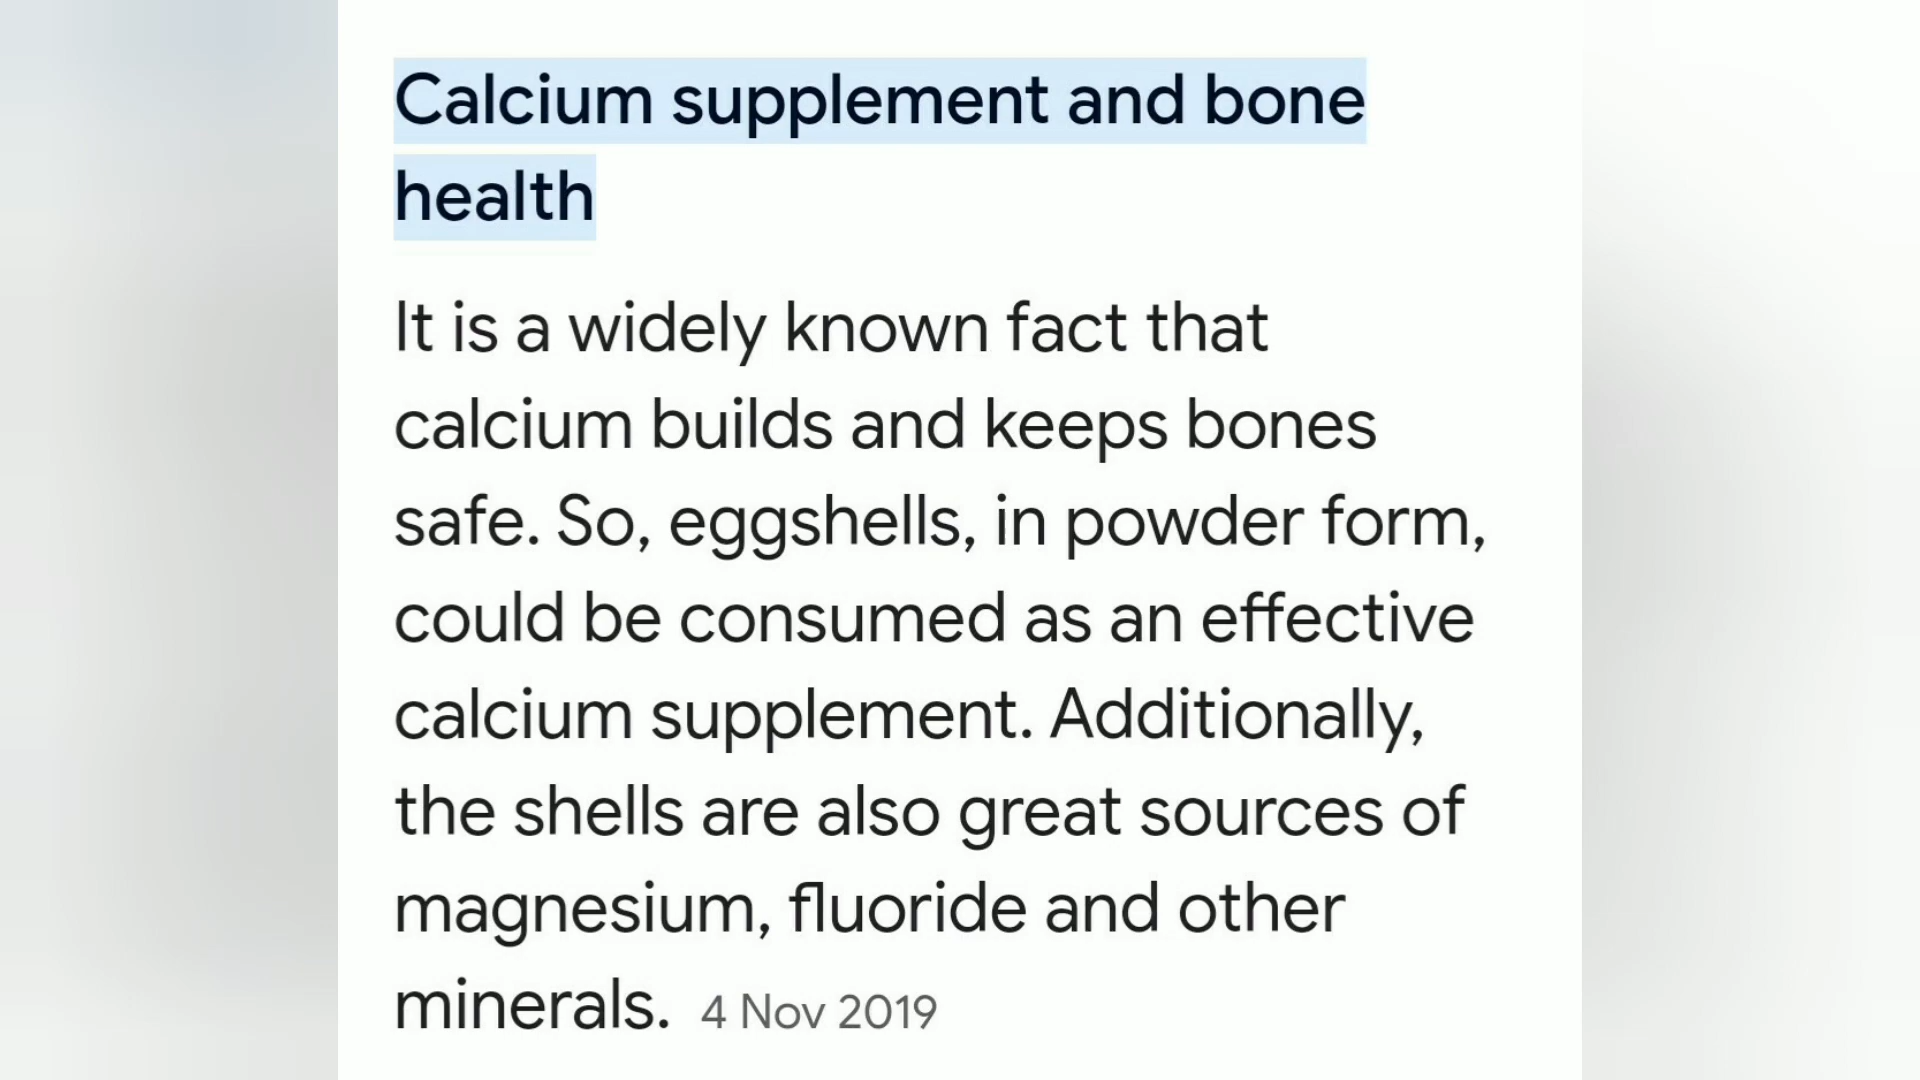 Calcium supplement and bone
health
It is a widely known fact that
calcium builds and keeps bones
safe. So, eggshells, in powder form,
could be consumed as an effective
calcium supplement. Additionally,
the shells are also great sources of
magnesium, fluoride and other
minerals. 4 Nov 2019